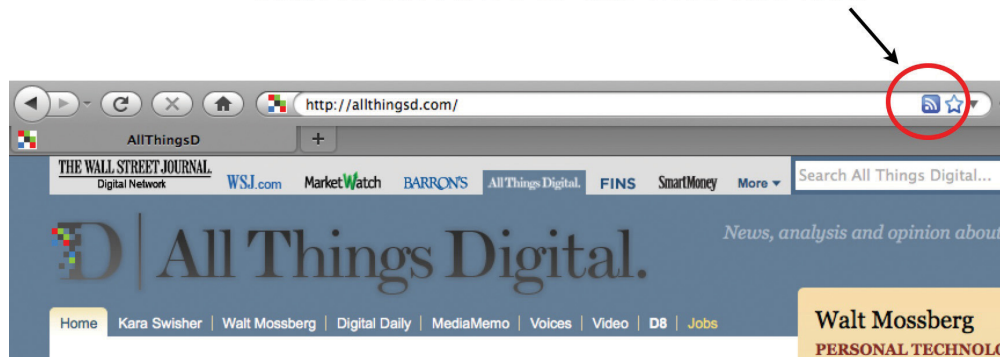 http://allthingsd.com/
AllThingsD +
THE WALL STREET JOURNAL.
Digital Network
WSJ.com MarketWatch BARRON'S All Things Digital. FINS SmartMoney More Search All Things Digital...
D All Things Digital.
News, analysis and opinion about
Home Kara Swisher Walt Mossberg Digital Daily MediaMemo Voices Video D8 Jobs
Walt Mossberg
PERSONAL TECHNOLO